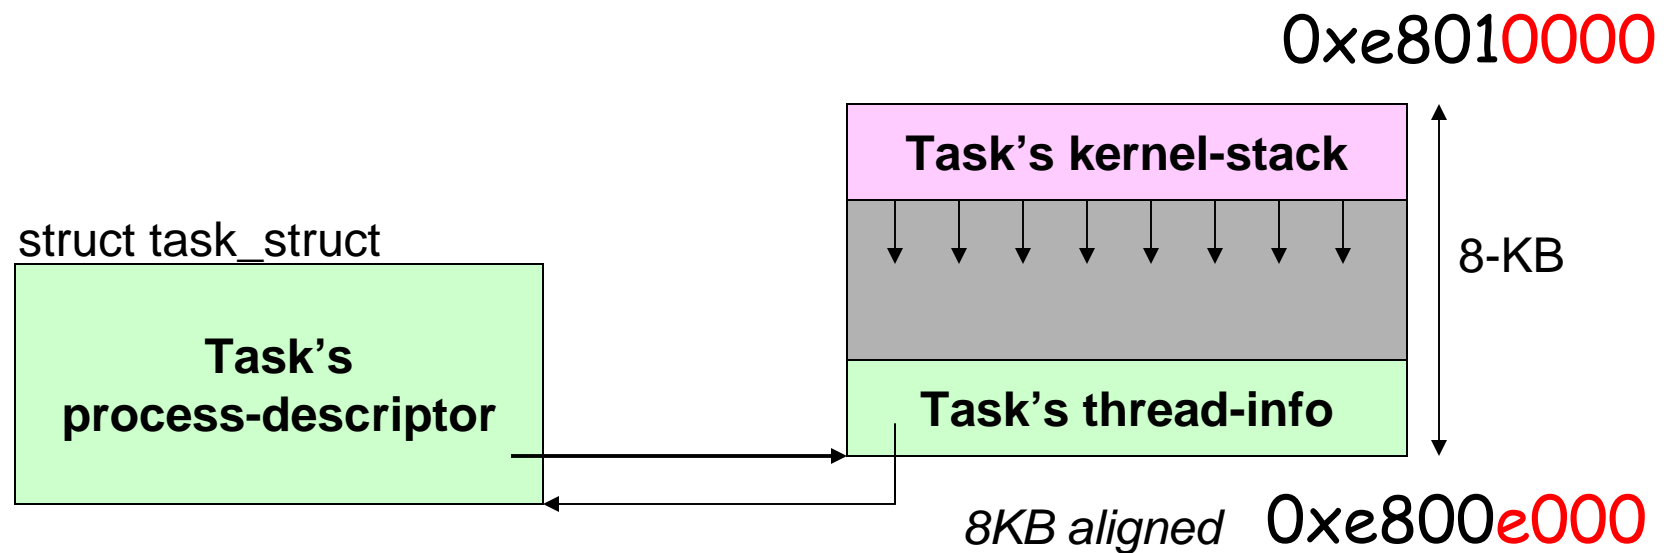 0xe8010000
Task’s kernel-stack
struct task_struct
8-KB
Task’s
process-descriptor
Task’s thread-info
8KB aligned 0xe800e000